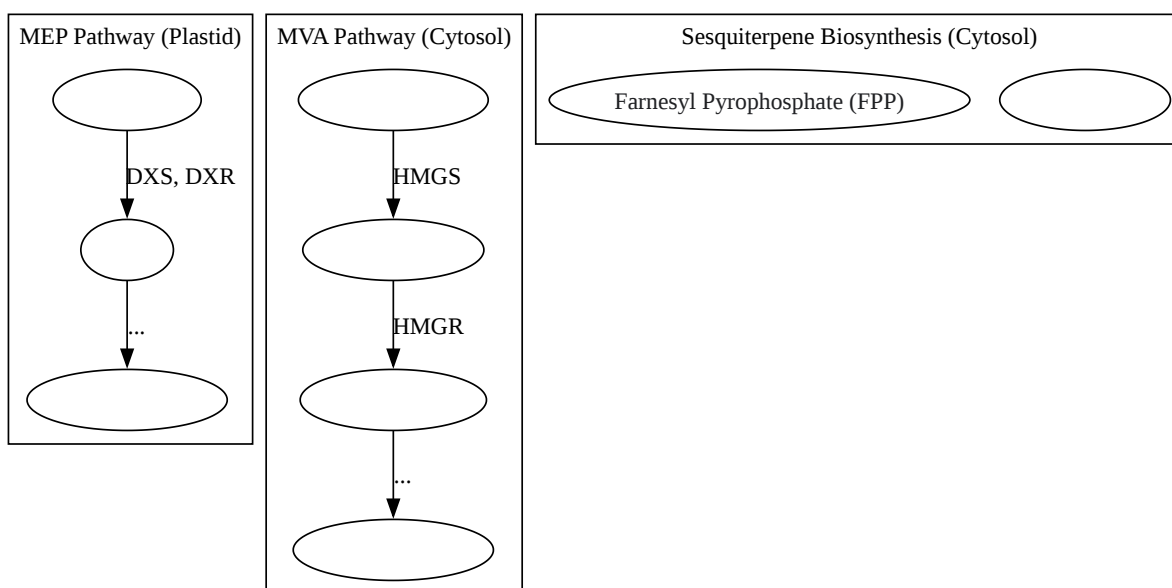 MEP Pathway (Plastid)
DXS, DXR
...
MVA Pathway (Cytosol)
HMGS
HMGR
...
Sesquiterpene Biosynthesis (Cytosol)
Farnesyl Pyrophosphate (FPP)